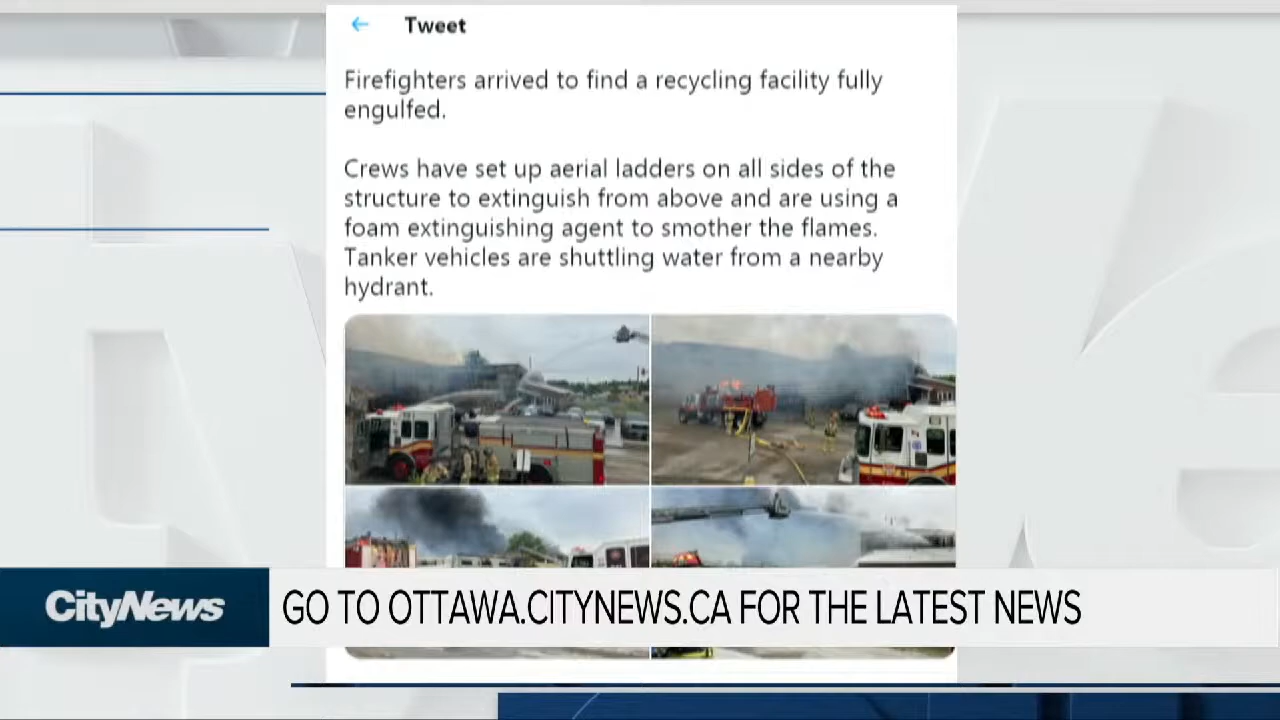 Tweet
Firefighters arrived to find a recycling facility fully
engulfed.
Crews have set up aerial ladders on all sides of the
structure to extinguish from above and are using a
foam extinguishing agent to smother the flames.
Tanker vehicles are shuttling water from a nearby
hydrant.
CityNews
GO TO OTTAWA.CITYNEWS.CA FOR THE LATEST NEWS